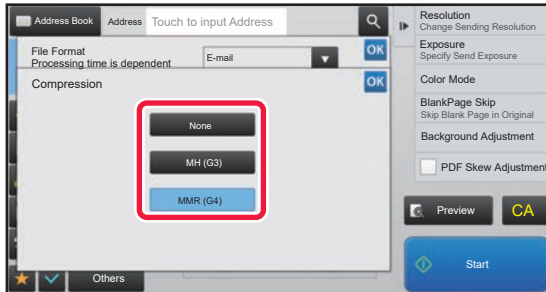 Address Book
Address
Touch to input Address
File Format
Processing time is dependent
E-mail
OK
Compression
OK
None
MH (G3)
MMR (G4)
Others
Resolution
Change Sending Resolution
Exposure
Specify Send Exposure
Color Mode
BlankPage Skip
Skip Blank Page in Original
Background Adjustment
PDF Skew Adjustment
Preview
CA
Start